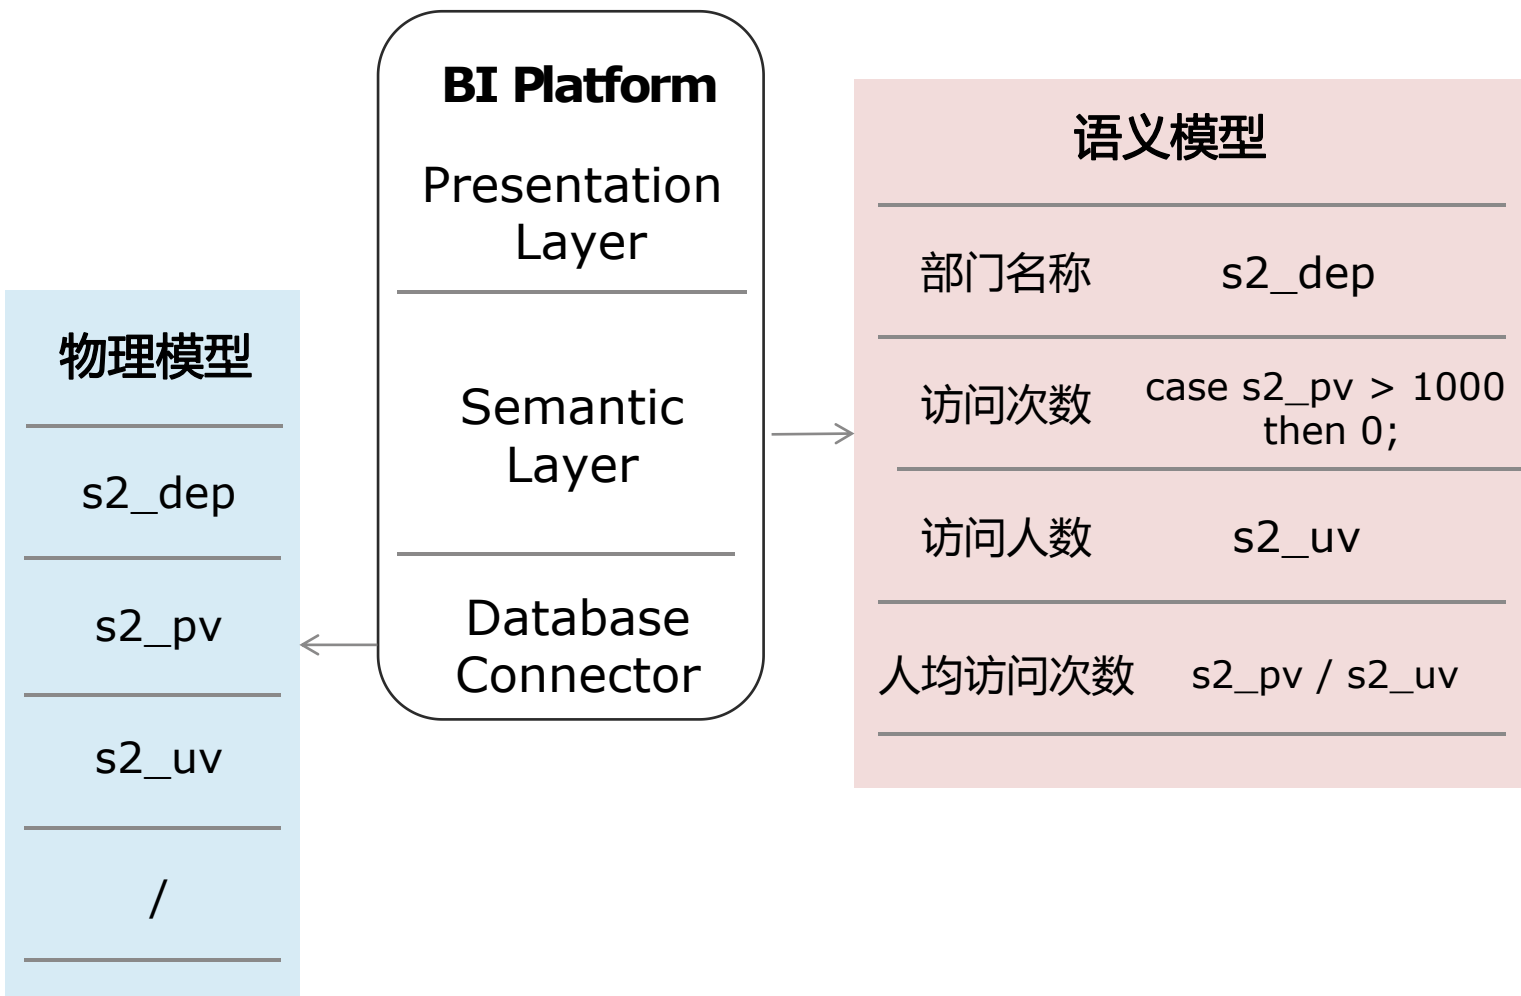 BI Platform
Presentation
Layer
Semantic
Layer
Database
Connector
物理模型
s2_dep
s2_pv
s2_uv
/
语义模型
部门名称 s2_dep
访问次数 case s2_pv > 1000
then 0;
访问人数 s2_uv
人均访问次数 s2_pv / s2_uv